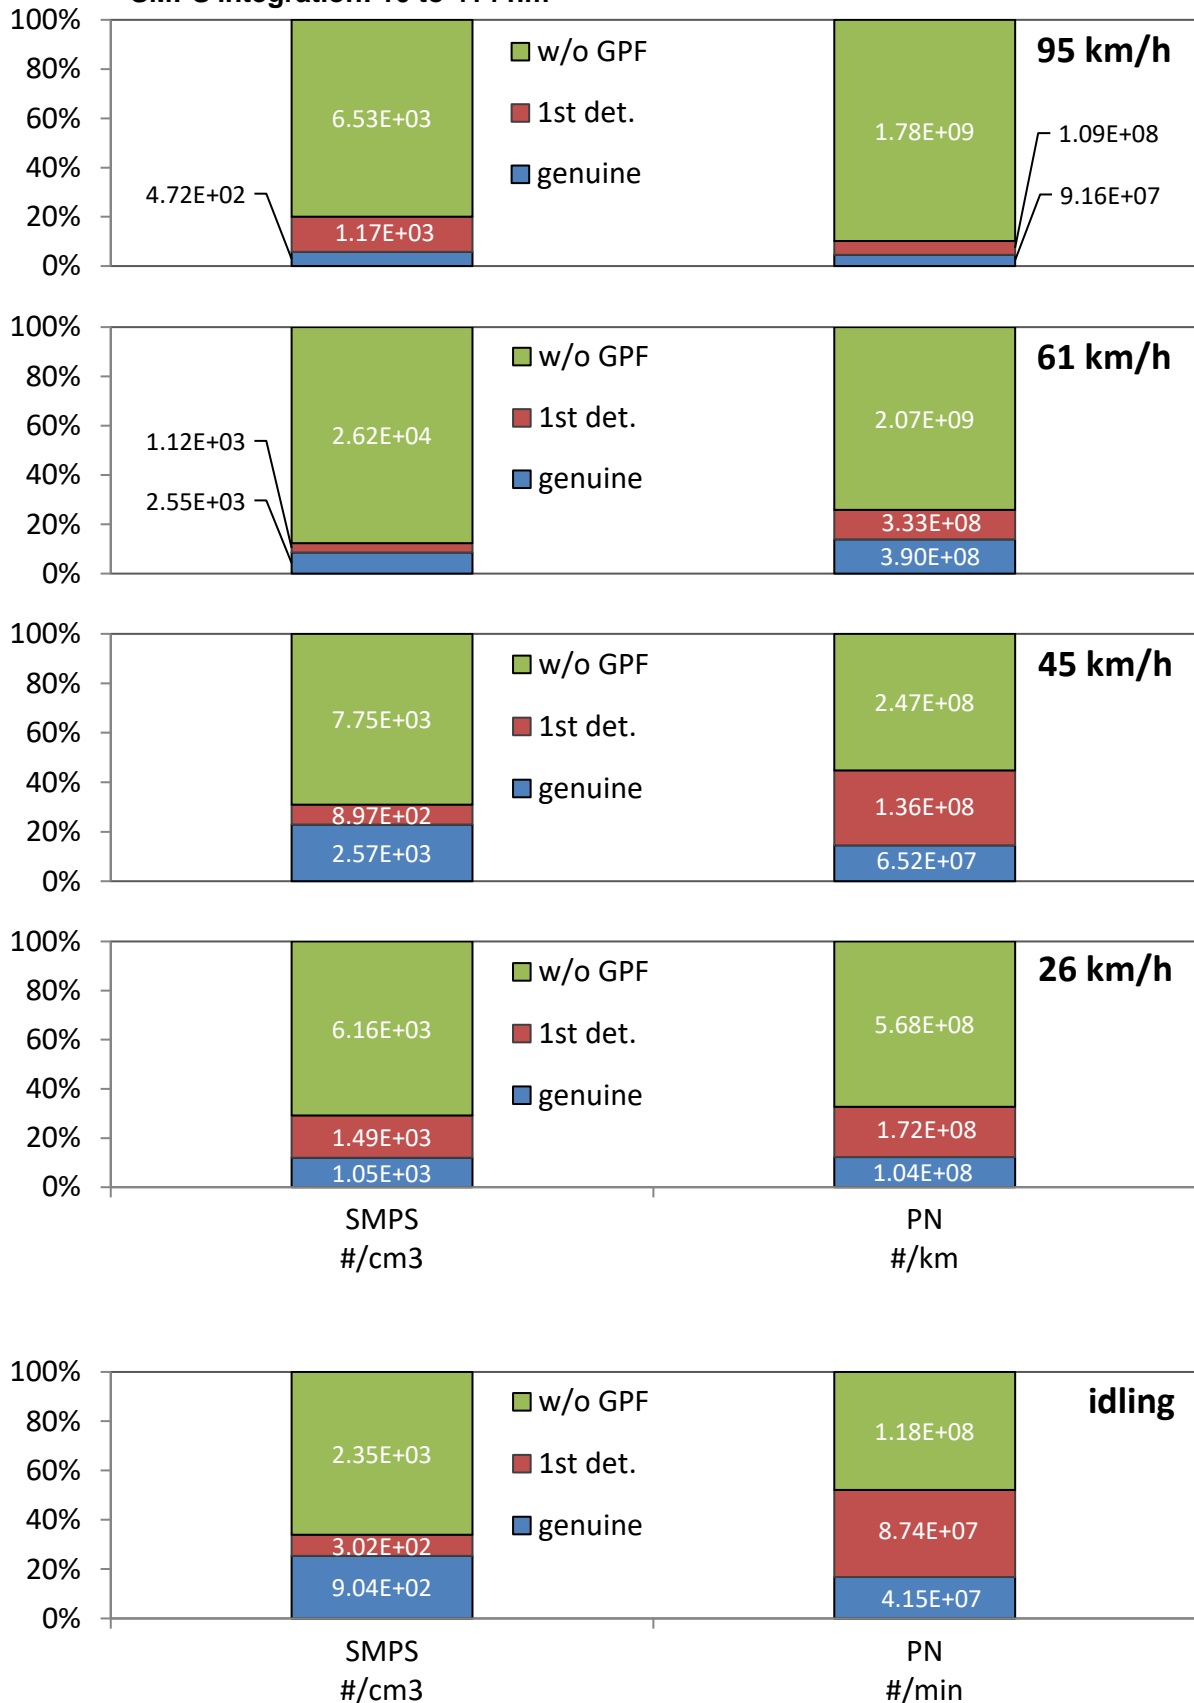 100%
80%
60%
40%
20%
0%
w/o GPF
1st det.
genuine
95 km/h
6.53E+03
1.17E+03
4.72E+02
1.78E+09
1.09E+08
9.16E+07
100%
80%
60%
40%
20%
0%
w/o GPF
1st det.
genuine
61 km/h
2.62E+04
1.12E+03
2.55E+03
2.07E+09
3.33E+08
3.90E+08
100%
80%
60%
40%
20%
0%
w/o GPF
1st det.
genuine
45 km/h
7.75E+03
8.97E+02
2.57E+03
2.47E+08
1.36E+08
6.52E+07
100%
80%
60%
40%
20%
0%
w/o GPF
1st det.
genuine
26 km/h
6.16E+03
1.49E+03
1.05E+03
5.68E+08
1.72E+08
1.04E+08
SMPS
#/cm3
PN
#/km
100%
80%
60%
40%
20%
0%
w/o GPF
1st det.
genuine
idling
2.35E+03
3.02E+02
9.04E+02
1.18E+08
8.74E+07
4.15E+07
SMPS
#/cm3
PN
#/min